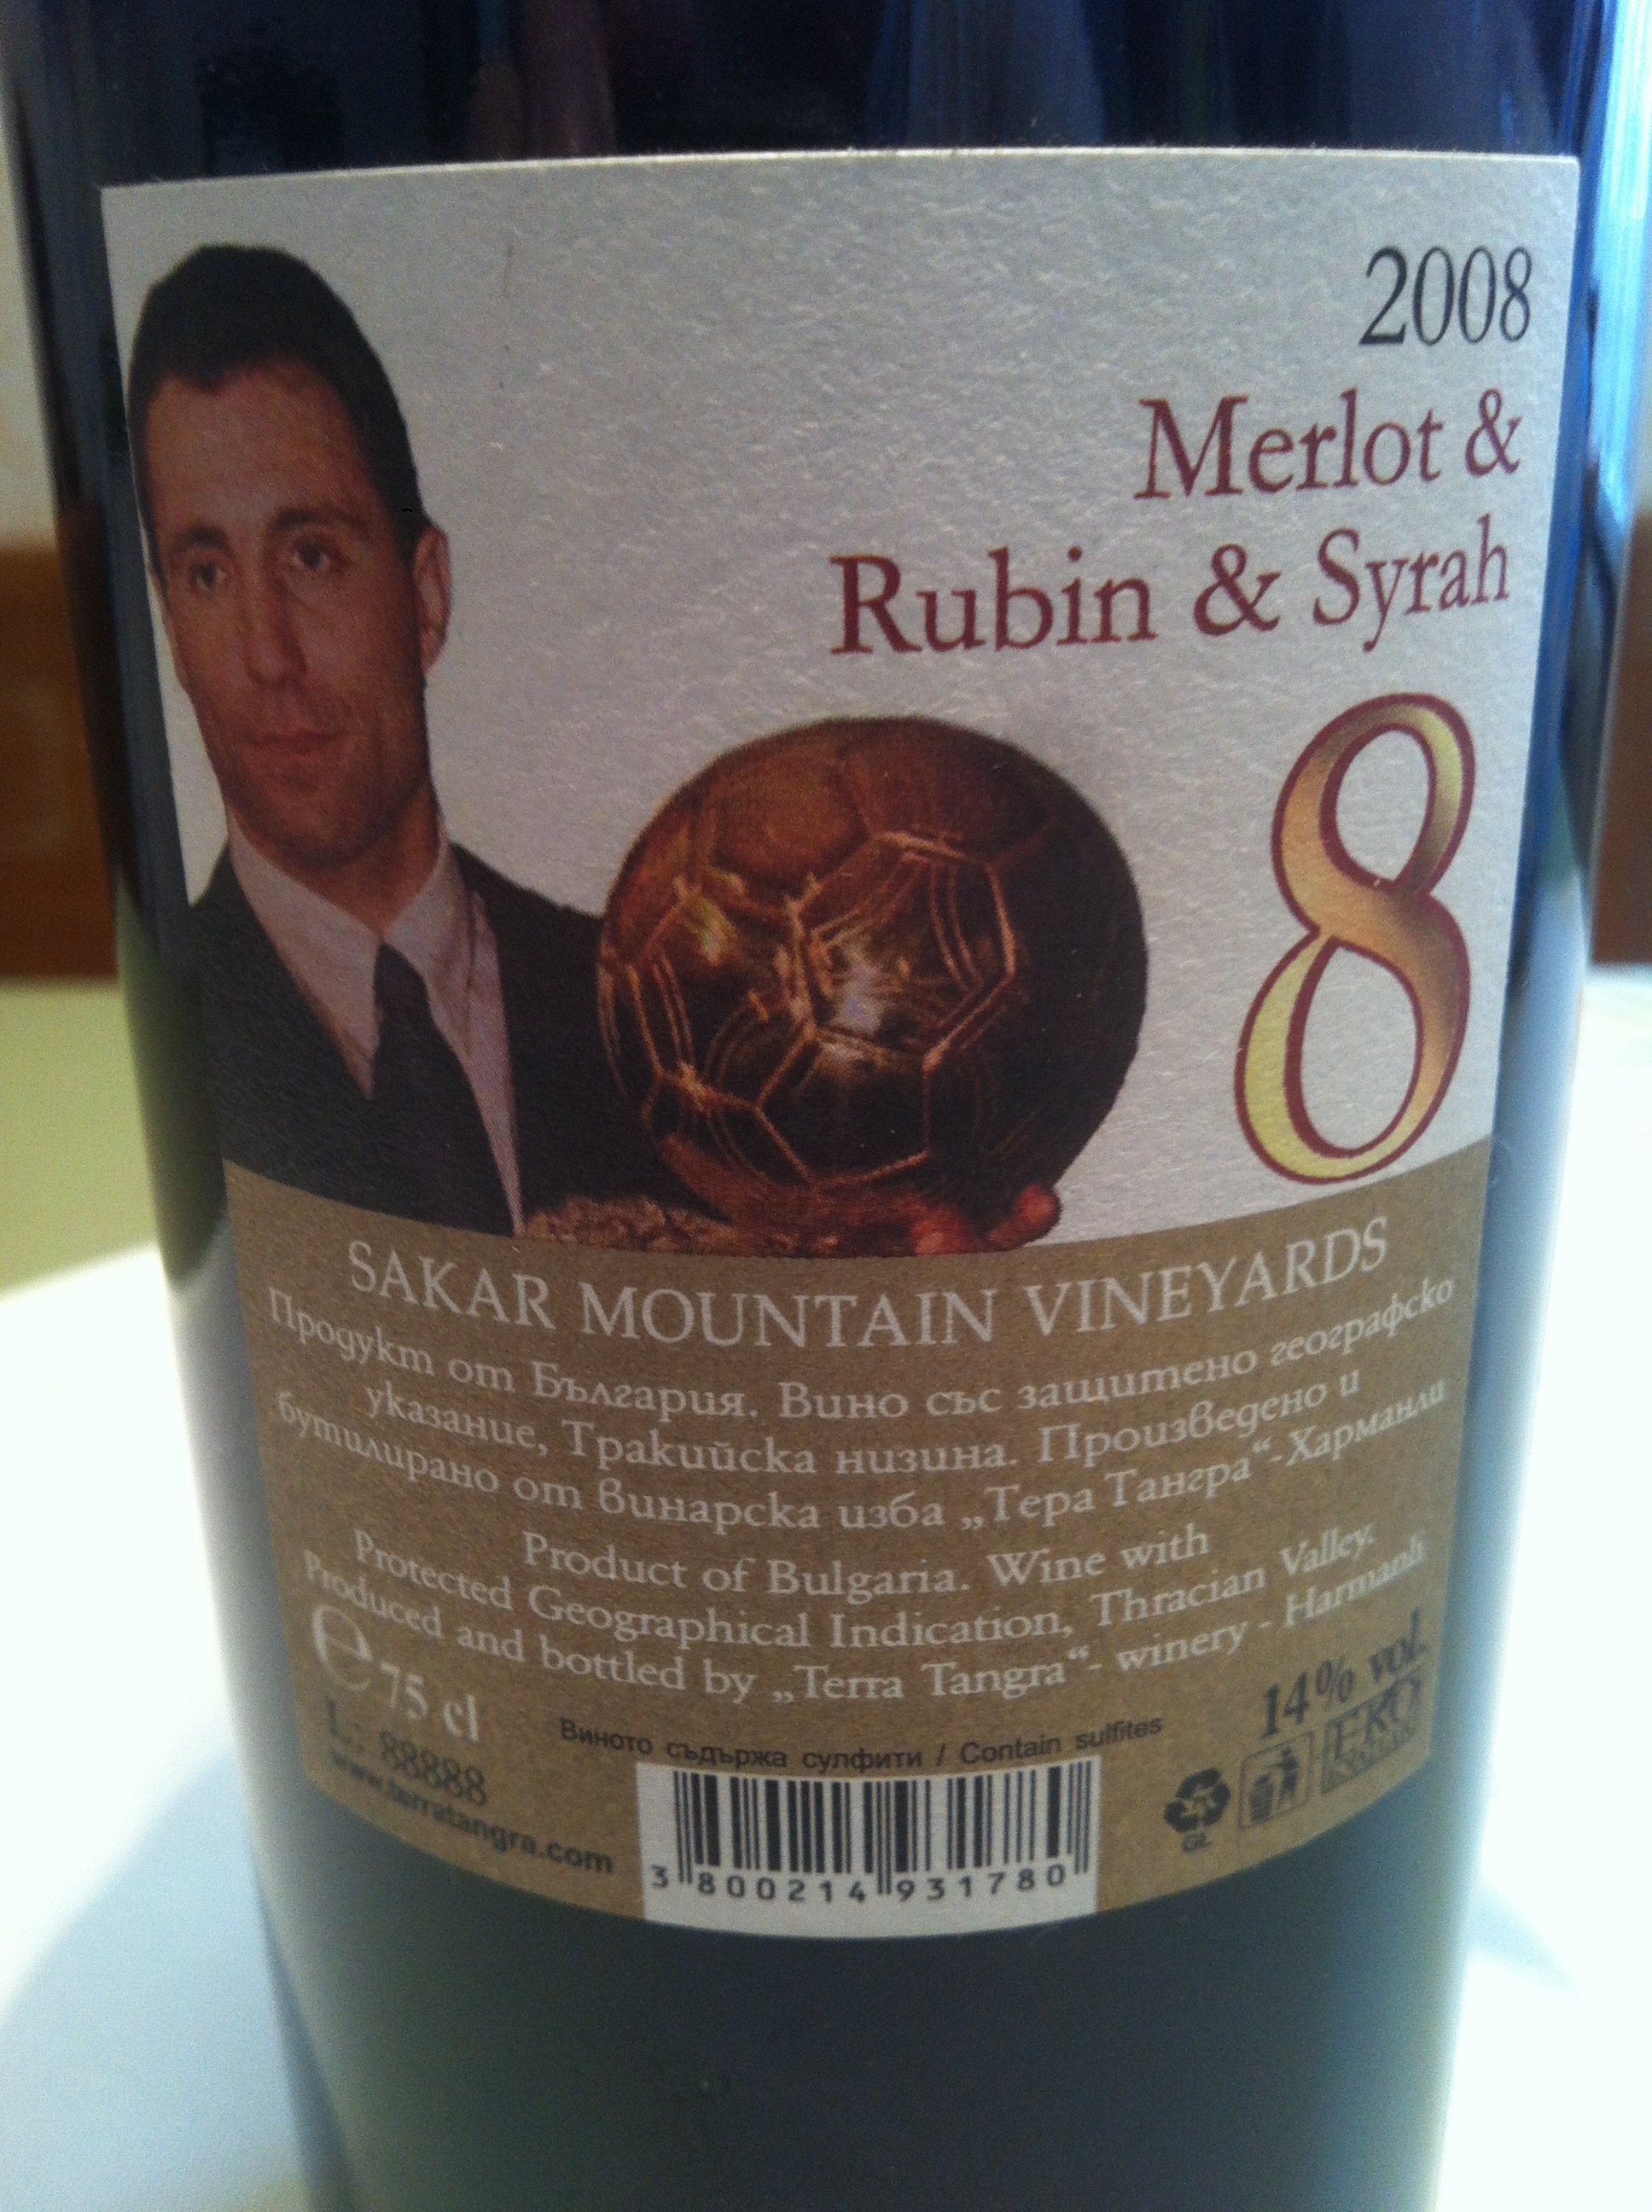 2008
Merlot &
Rubin & Syrah
8
SAKAR MOUNTAIN VINEYARDS
Продукт от България. Вино със защитено географско
указание, Тракийска низина. Произведено и
бутилирано от винарска изба „Тера Тангра“-Харманли
Product of Bulgaria. Wine with
Protected Geographical Indication, Thracian Valley.
Produced and bottled by „Terra Tangra“- winery - Harmanli
e 75 cl
14% vol.
L: 88888
www.terratangra.com
Виното съдържа сулфити / Contain sulfites
3 800214 931780
GL